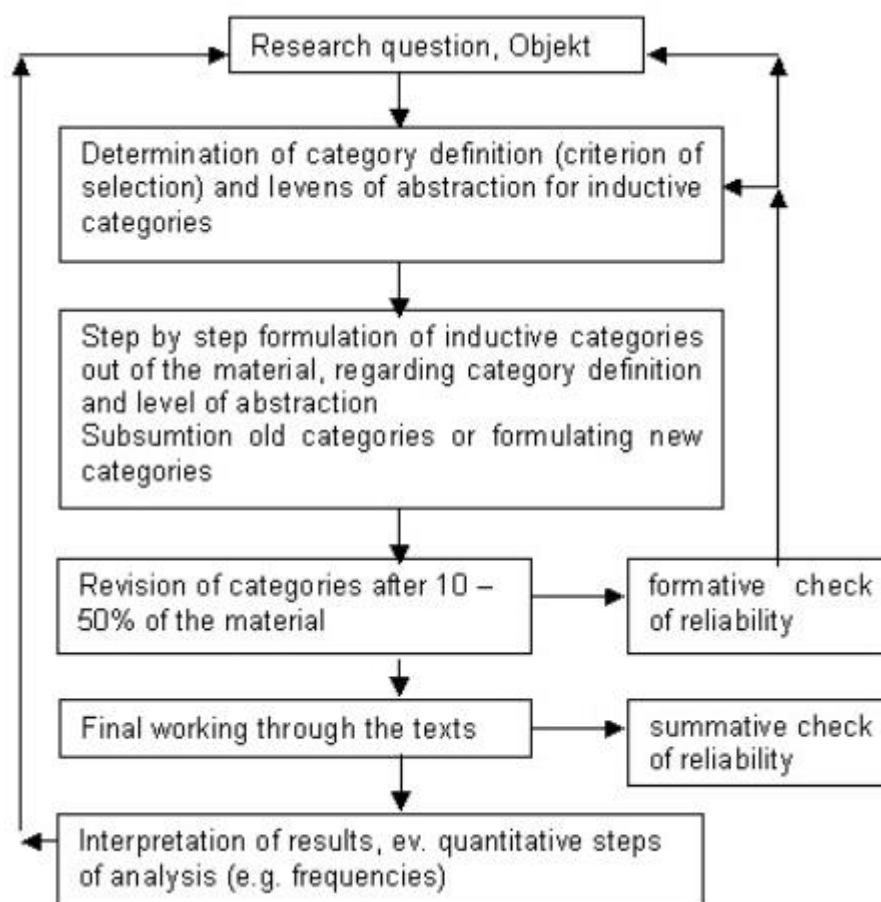 Research question, Objekt
Determination of category definition (criterion of
selection) and levens of abstraction for inductive
categories
Step by step formulation of inductive categories
out of the material, regarding category definition
and level of abstraction
Subsumtion old categories or formulating new
categories
Revision of categories after 10 –
50% of the material
formative check
of reliability
Final working through the texts
summative check
of reliability
Interpretation of results, ev. quantitative steps
of analysis (e.g. frequencies)